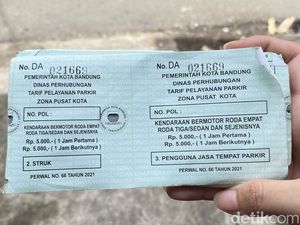 No. DA 021669
PEMERINTAH KOTA BANDUNG
DINAS PERHUBUNGAN
TARIF PELAYANAN PARKIR
ZONA PUSAT KOTA
NO. POL :
KENDARAAN BERMOTOR RODA EMPAT
RODA TIGA/SEDAN DAN SEJENISNYA
Rp. 5.000,- ( 1 Jam Pertama )
Rp. 5.000,- ( 1 Jam Berikutnya )
2. STRUK
PERWAL NO. 66 TAHUN 2021
No. DA 021669
PEMERINTAH KOTA BANDUNG
DINAS PERHUBUNGAN
TARIF PELAYANAN PARKIR
ZONA PUSAT KOTA
NO. POL :
KENDARAAN BERMOTOR RODA EMPAT
RODA TIGA/SEDAN DAN SEJENISNYA
Rp. 5.000,- ( 1 Jam Pertama )
Rp. 5.000,- ( 1 Jam Berikutnya )
3. PENGGUNA JASA TEMPAT PARKIR
PERWAL NO. 66 TAHUN 2021
detikcom